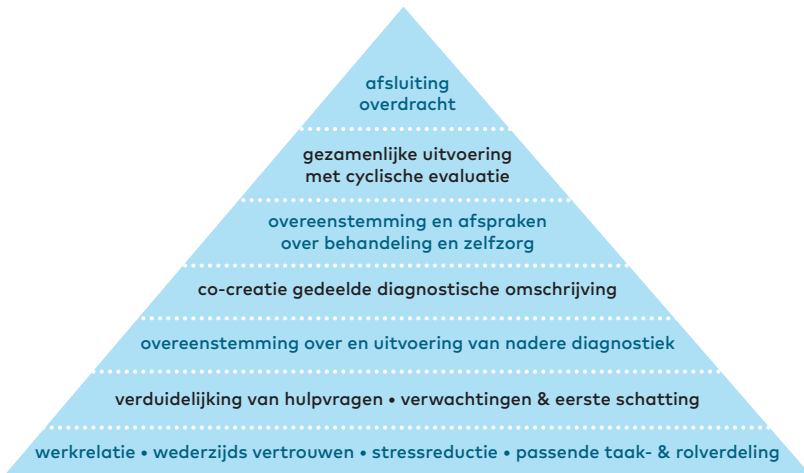 afsluiting
overdracht
gezamenlijke uitvoering
met cyclische evaluatie
overeenstemming en afspraken
over behandeling en zelfzorg
co-creatie gedeelde diagnostische omschrijving
overeenstemming over en uitvoering van nadere diagnostiek
verduidelijking van hulpvragen • verwachtingen & eerste schatting
werkrelatie • wederzijds vertrouwen • stressreductie • passende taak- & rolverdeling